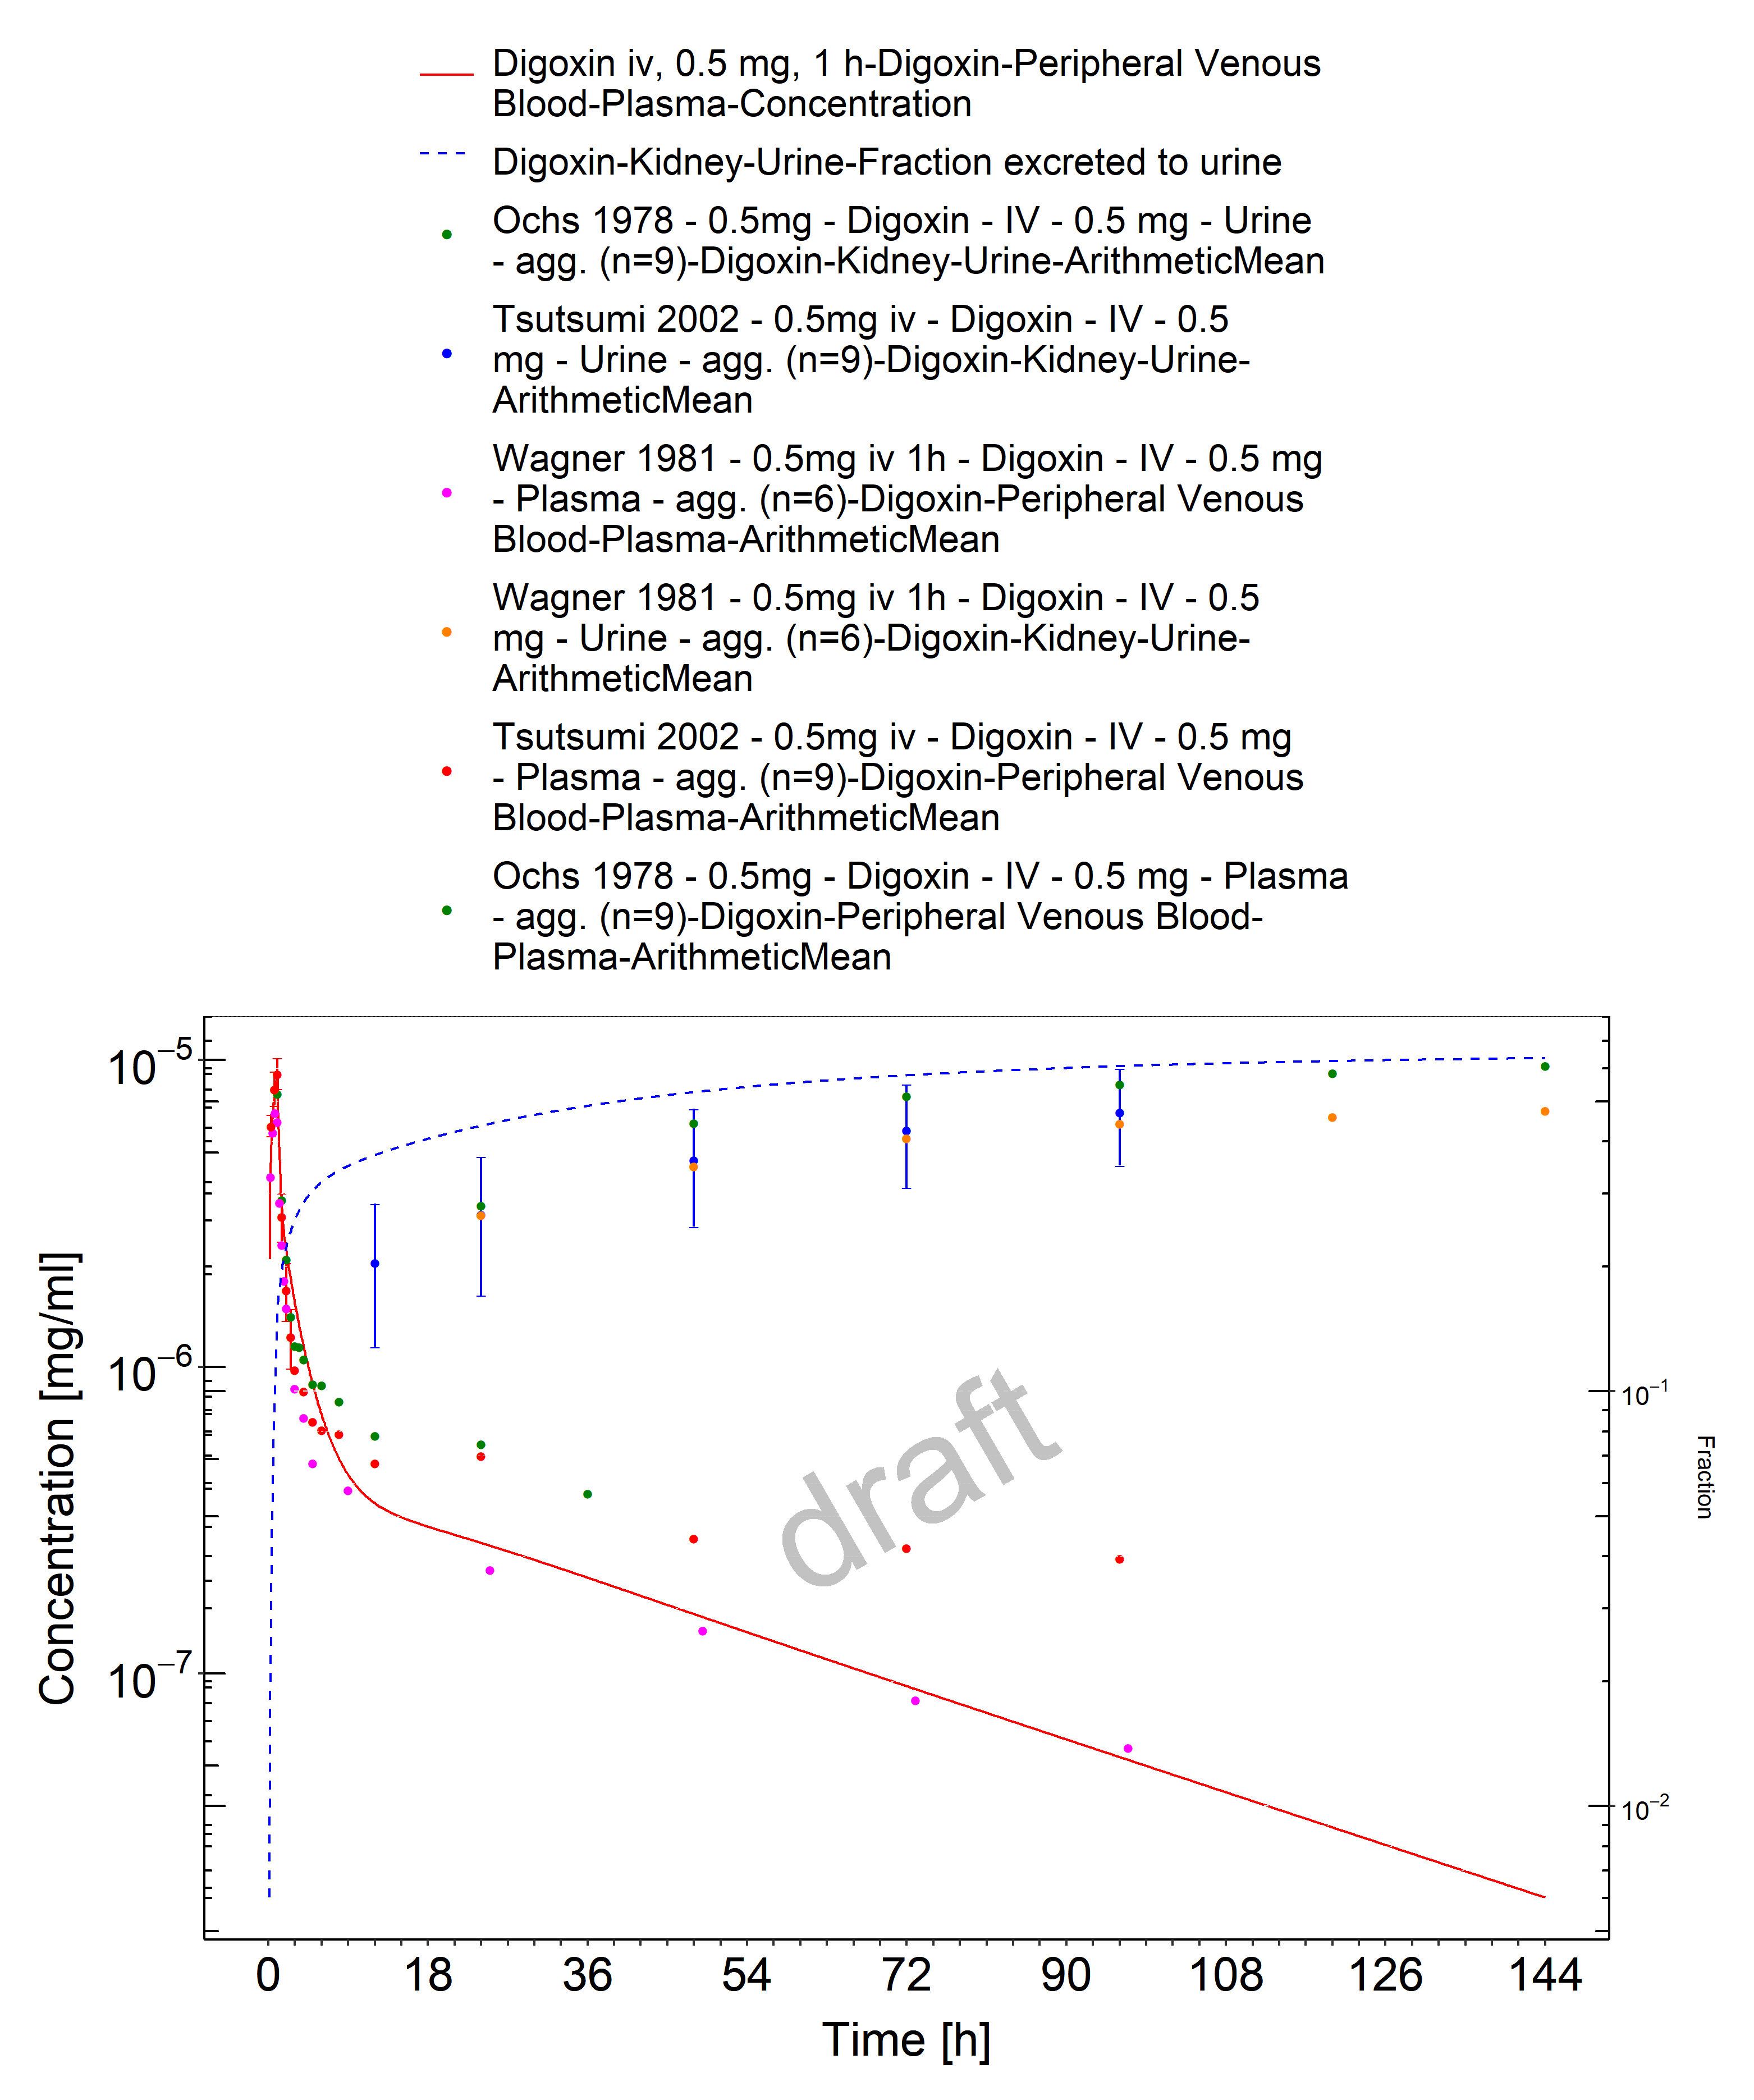 Digoxin iv, 0.5 mg, 1 h-Digoxin-Peripheral Venous
Blood-Plasma-Concentration
Digoxin-Kidney-Urine-Fraction excreted to urine
Ochs 1978 - 0.5mg - Digoxin - IV - 0.5 mg - Urine
- agg. (n=9)-Digoxin-Kidney-Urine-ArithmeticMean
Tsutsumi 2002 - 0.5mg iv - Digoxin - IV - 0.5
mg - Urine - agg. (n=9)-Digoxin-Kidney-Urine-
ArithmeticMean
Wagner 1981 - 0.5mg iv 1h - Digoxin - IV - 0.5 mg
- Plasma - agg. (n=6)-Digoxin-Peripheral Venous
Blood-Plasma-ArithmeticMean
Wagner 1981 - 0.5mg iv 1h - Digoxin - IV - 0.5
mg - Urine - agg. (n=6)-Digoxin-Kidney-Urine-
ArithmeticMean
Tsutsumi 2002 - 0.5mg iv - Digoxin - IV - 0.5 mg
- Plasma - agg. (n=9)-Digoxin-Peripheral Venous
Blood-Plasma-ArithmeticMean
Ochs 1978 - 0.5mg - Digoxin - IV - 0.5 mg - Plasma
- agg. (n=9)-Digoxin-Peripheral Venous Blood-
Plasma-ArithmeticMean
10⁻⁵
10⁻⁶
10⁻⁷
Concentration [mg/ml]
draft
10⁻¹
10⁻²
Fraction
0 18 36 54 72 90 108 126 144
Time [h]